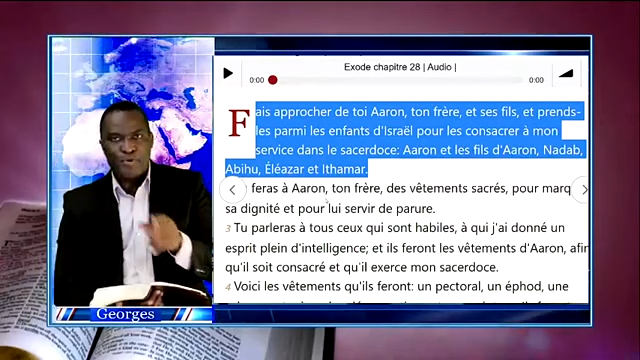 Exode chapitre 28 | Audio |
0:00
0:00
Fais approcher de toi Aaron, ton frère, et ses fils, et prends-
les parmi les enfants d'Israël pour les consacrer à mon
service dans le sacerdoce: Aaron et les fils d'Aaron, Nadab,
Abihu, Éléazar et Ithamar.
feras à Aaron, ton frère, des vêtements sacrés, pour marq
sa dignité et pour lui servir de parure.
3 Tu parleras à tous ceux qui sont habiles, à qui j'ai donné un
esprit plein d'intelligence; et ils feront les vêtements d'Aaron, afin
qu'il soit consacré et qu'il exerce mon sacerdoce.
4 Voici les vêtements qu'ils feront: un pectoral, un éphod, une
Georges